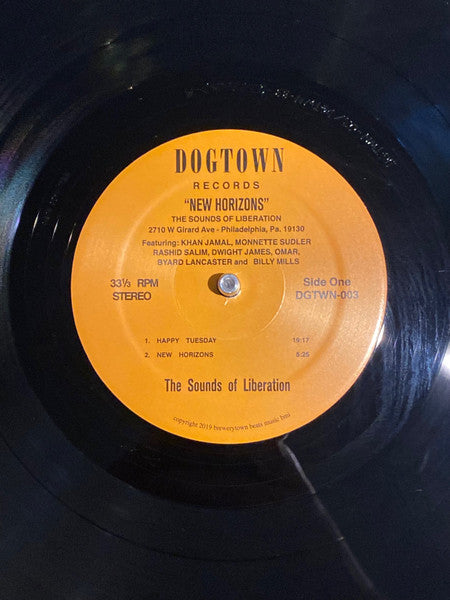 DOGTOWN
RECORDS
"NEW HORIZONS"
THE SOUNDS OF LIBERATION
2710 W Girard Ave - Philadelphia, Pa. 19130
Featuring: KHAN JAMAL, MONNETTE SUDLER
RASHID SALIM, DWIGHT JAMES, OMAR,
BYARD LANCASTER and BILLY MILLS
33⅓ RPM
STEREO
Side One
DGTWN-003
1. HAPPY TUESDAY 15:17
2. NEW HORIZONS 5:25
The Sounds of Liberation
copyright 2019 brewerytown beats music bmi